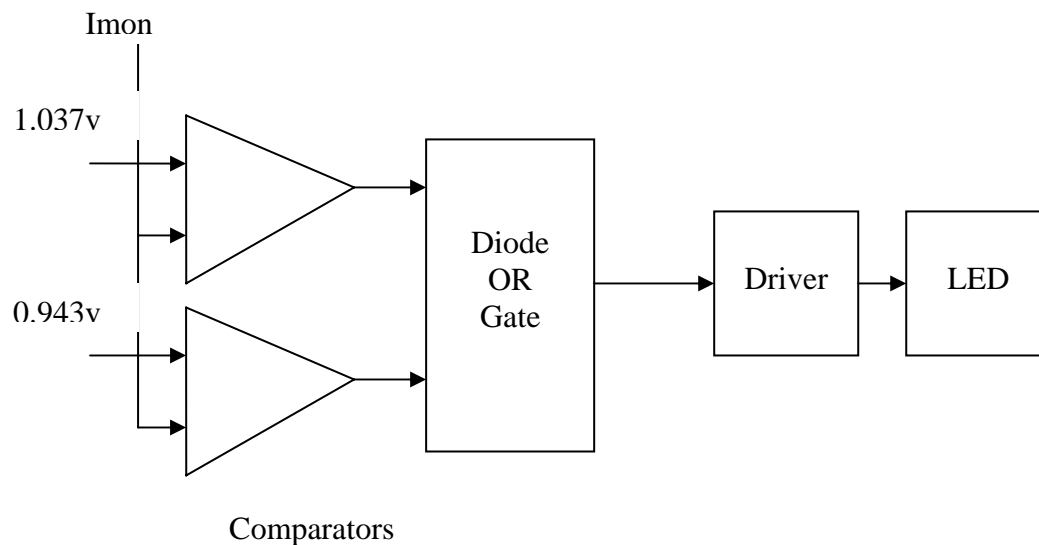 Imon
1.037v
0.943v
Diode
OR
Gate
Driver
LED
Comparators